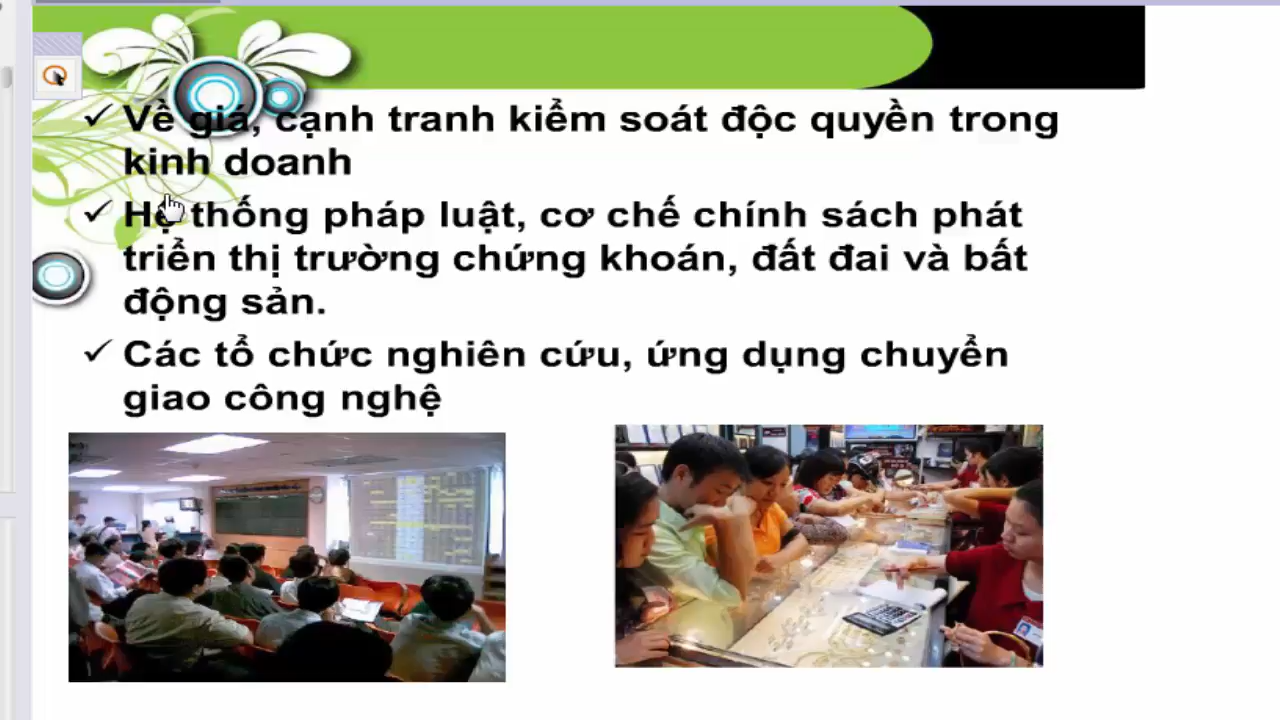 Về giá, cạnh tranh kiểm soát độc quyền trong
kinh doanh
Hệ thống pháp luật, cơ chế chính sách phát
triển thị trường chứng khoán, đất đai và bất
động sản.
Các tổ chức nghiên cứu, ứng dụng chuyển
giao công nghệ